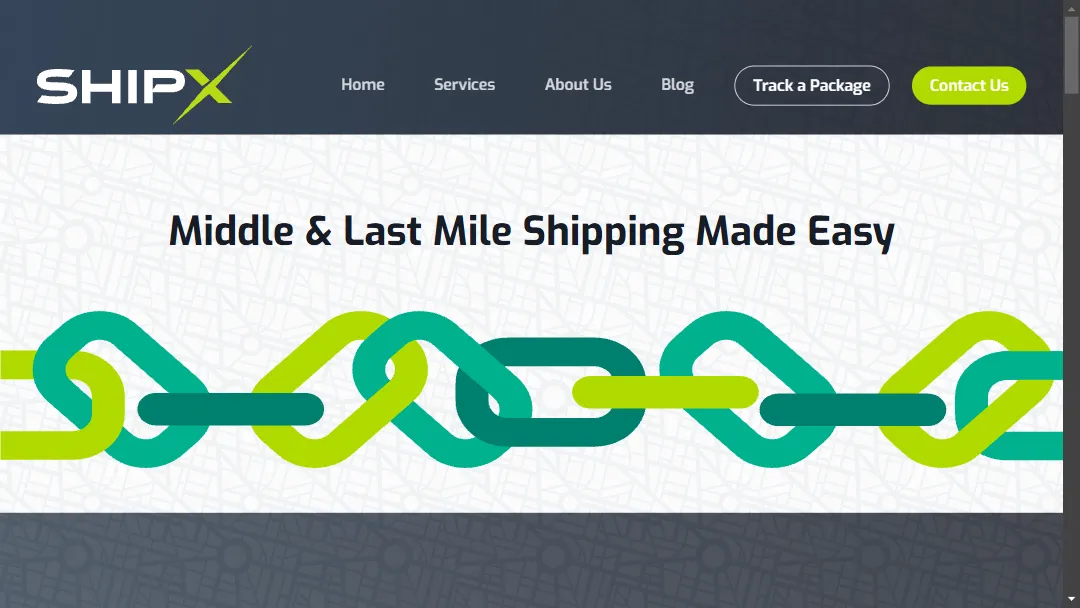 SHIPX
Home
Services
About Us
Blog
Track a Package
Contact Us
Middle & Last Mile Shipping Made Easy